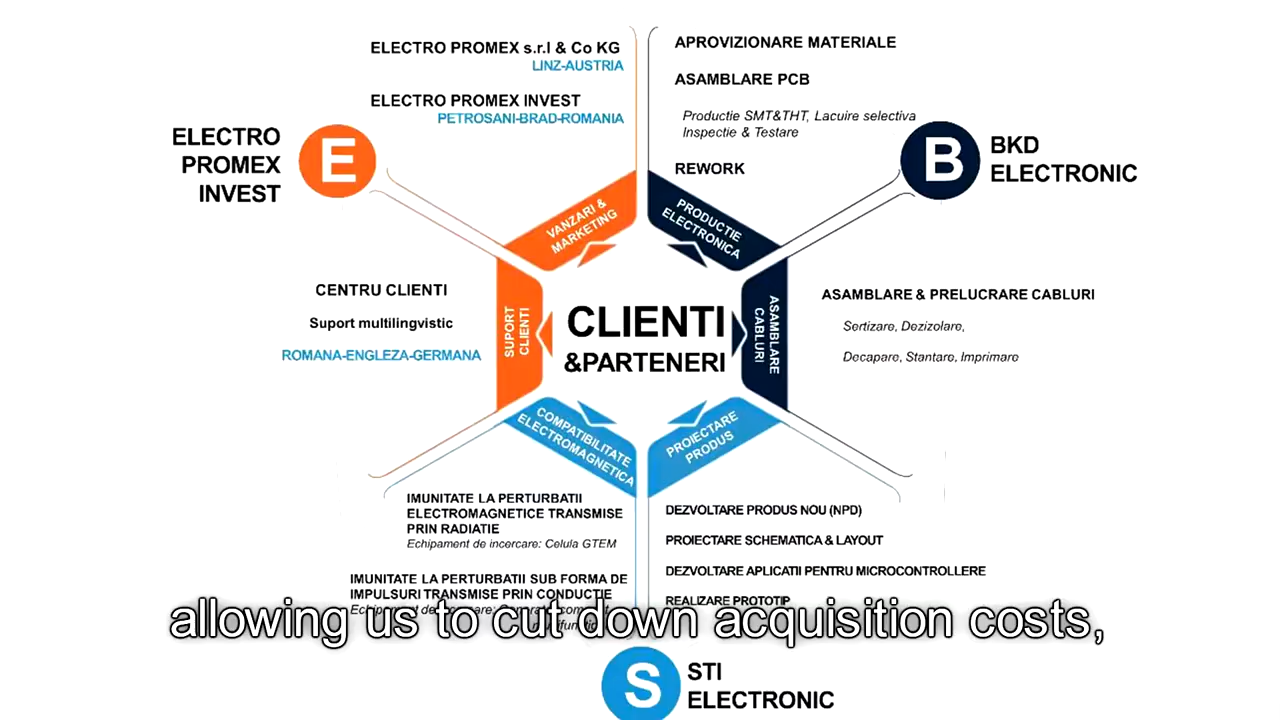 ELECTRO PROMEX s.r.l & Co KG
LINZ-AUSTRIA
ELECTRO PROMEX INVEST
PETROSANI-BRAD-ROMANIA
ELECTRO
PROMEX
INVEST
E
APROVIZIONARE MATERIALE
ASAMBLARE PCB
Productie SMT&THT, Lacuire selectiva
Inspectie & Testare
REWORK
B
BKD
ELECTRONIC
VANZARI &
MARKETING
PRODUCTIE
ELECTRONICA
CENTRU CLIENTI
Suport multilingvistic
ROMANA-ENGLEZA-GERMANA
SUPORT
CLIENTI
CLIENTI
&PARTENERI
ASAMBLARE
CABLURI
ASAMBLARE & PRELUCRARE CABLURI
Sertizare, Dezizolare,
Decapare, Stantare, Imprimare
COMPATIBILITATE
ELECTROMAGNETICA
PROIECTARE
PRODUS
IMUNITATE LA PERTURBATII
ELECTROMAGNETICE TRANSMISE
PRIN RADIATIE
Echipament de incercare: Celula GTEM
IMUNITATE LA PERTURBATII SUB FORMA DE
IMPULSURI TRANSMISE PRIN CONDUCTIE
DEZVOLTARE PRODUS NOU (NPD)
PROIECTARE SCHEMATICA & LAYOUT
DEZVOLTARE APLICATII PENTRU MICROCONTROLLERE
REALIZARE PROTOTIP
allowing us to cut down acquisition costs,
S
STI
ELECTRONIC